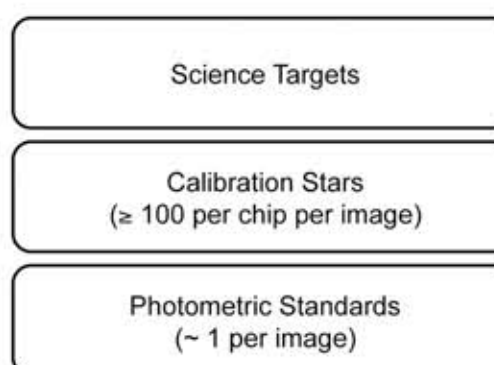 Science Targets
Calibration Stars
(≥ 100 per chip per image)
Photometric Standards
(~ 1 per image)